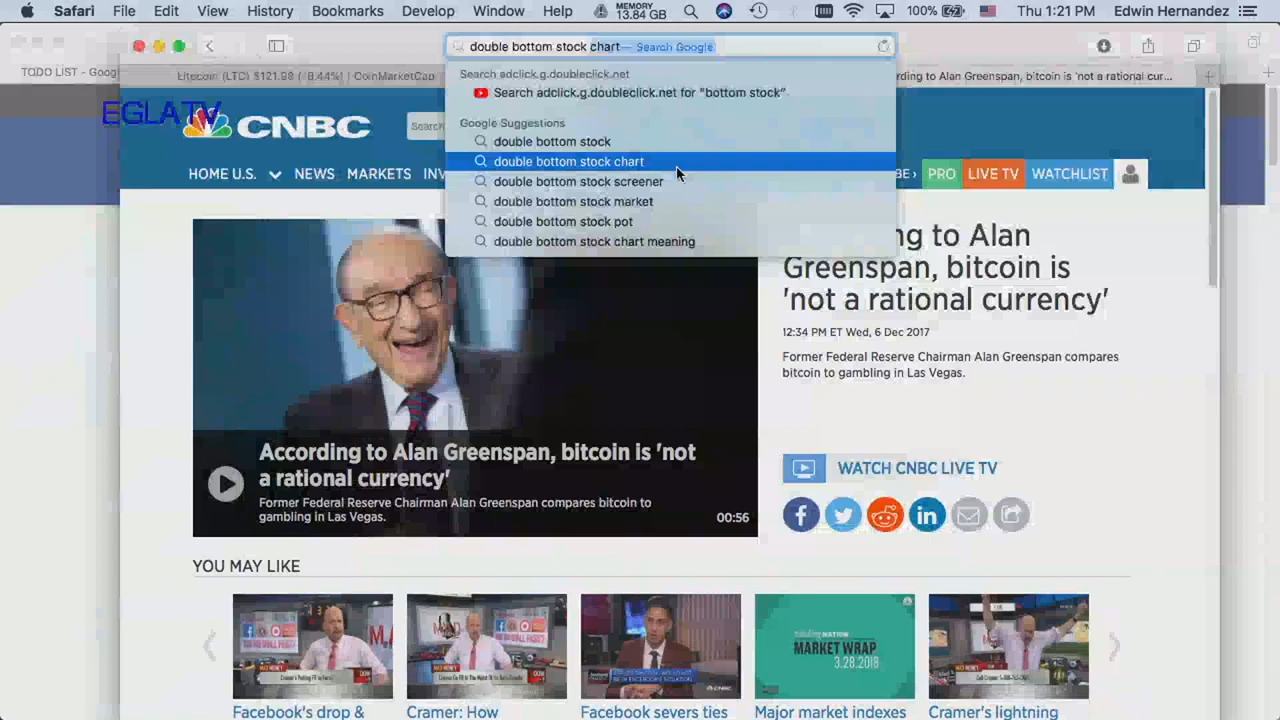 Safari File Edit View History Bookmarks Develop Window Help MEMORY 13.84 GB 100% Thu 1:21 PM Edwin Hernandez
double bottom stock chart — Search Google
TODO LIST - Goog
Litecoin (LTC) $121.98 (-8.44%) | CoinMarketCap
rding to Alan Greenspan, bitcoin is 'not a rational cur...
Search adclick.g.doubleclick.net
Search adclick.g.doubleclick.net for "bottom stock"
Google Suggestions
double bottom stock
double bottom stock chart
double bottom stock screener
double bottom stock market
double bottom stock pot
double bottom stock chart meaning
EGLATV
CNBC
Search
HOME U.S. NEWS MARKETS INV BE › PRO LIVE TV WATCHLIST
ng to Alan
Greenspan, bitcoin is
'not a rational currency'
12:34 PM ET Wed, 6 Dec 2017
Former Federal Reserve Chairman Alan Greenspan compares
bitcoin to gambling in Las Vegas.
According to Alan Greenspan, bitcoin is 'not
a rational currency'
Former Federal Reserve Chairman Alan Greenspan compares bitcoin to
gambling in Las Vegas.
00:56
WATCH CNBC LIVE TV
YOU MAY LIKE
MARKET WRAP
3.28.2018
Facebook's drop &
Cramer: How
Facebook severs ties
Major market indexes
Cramer's lightning